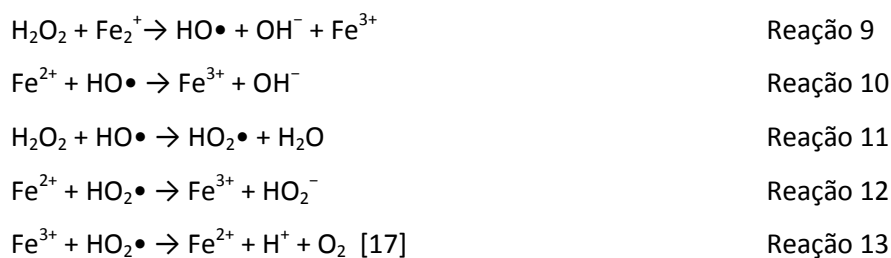 H₂O₂ + Fe₂⁺→ HO● + OH⁻ + Fe³⁺ Reação 9
Fe²⁺ + HO● → Fe³⁺ + OH⁻ Reação 10
H₂O₂ + HO● → HO₂● + H₂O Reação 11
Fe²⁺ + HO₂● → Fe³⁺ + HO₂⁻ Reação 12
Fe³⁺ + HO₂● → Fe²⁺ + H⁺ + O₂ [17] Reação 13